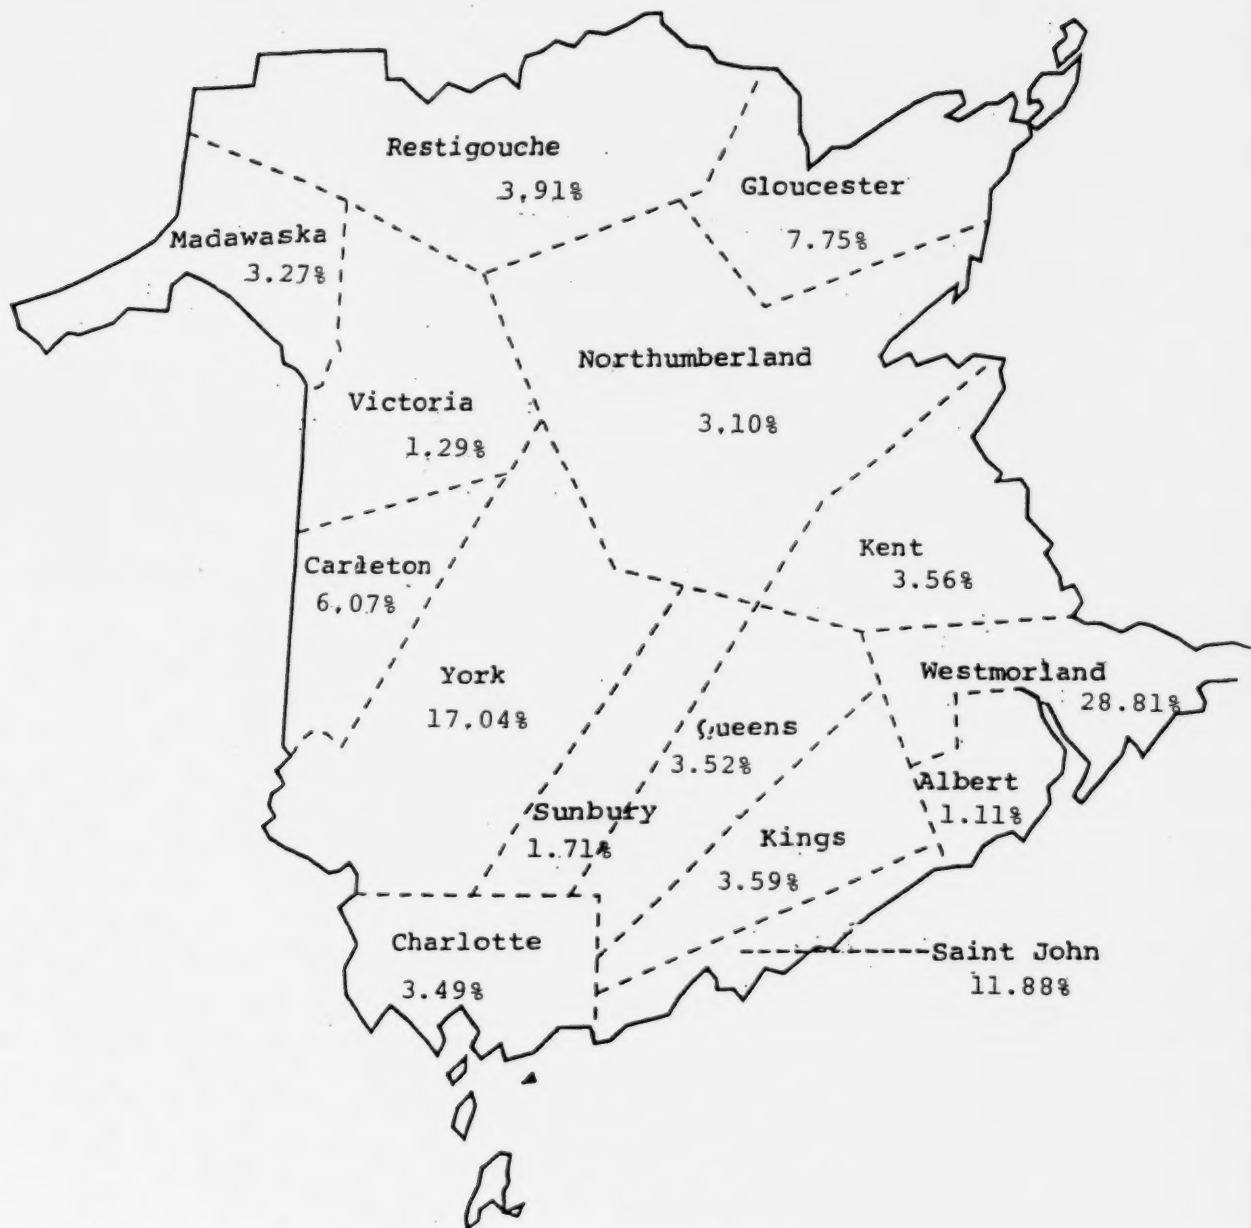 Restigouche
3.91%
Gloucester
7.75%
Madawaska
3.27%
Northumberland
3.10%
Victoria
1.29%
Kent
3.56%
Carleton
6.07%
York
17.04%
Westmorland
28.81%
Queens
3.52%
Albert
1.11%
Sunbury
1.71%
Kings
3.59%
Charlotte
3.49%
Saint John
11.88%